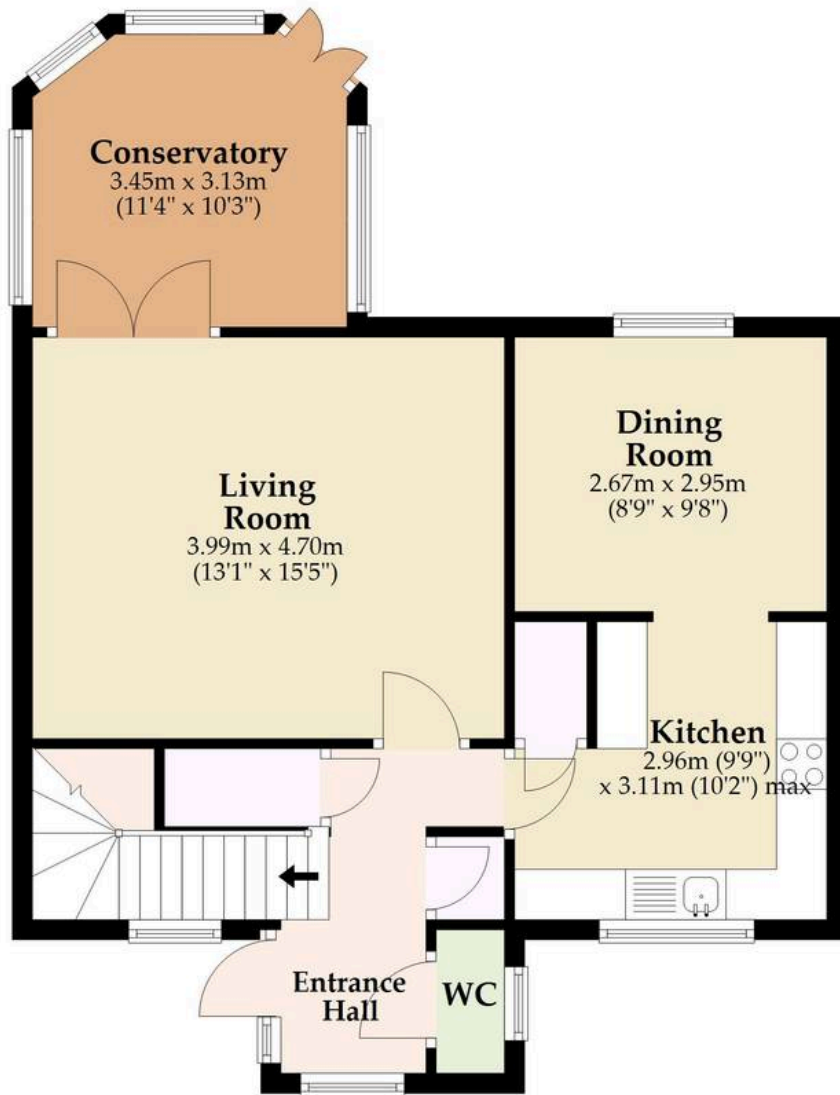 Conservatory
3.45m x 3.13m
(11'4" x 10'3")
Living
Room
3.99m x 4.70m
(13'1" x 15'5")
Dining
Room
2.67m x 2.95m
(8'9" x 9'8")
Kitchen
2.96m (9'9")
x 3.11m (10'2") max
Entrance
Hall
WC